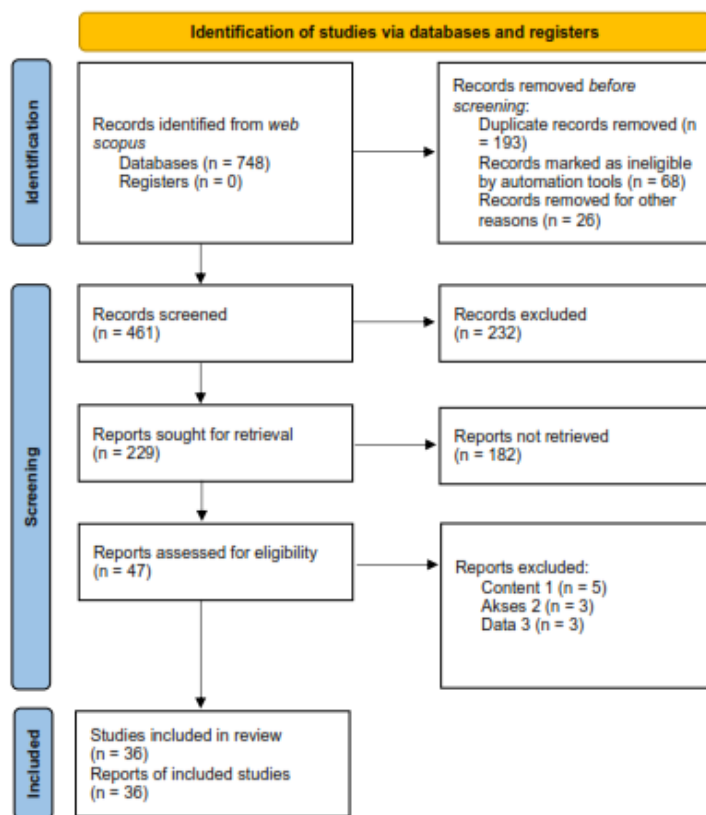 Identification of studies via databases and registers
Identification
Records identified from web
scopus
Databases (n = 748)
Registers (n = 0)
Records removed before
screening:
Duplicate records removed (n
= 193)
Records marked as ineligible
by automation tools (n = 68)
Records removed for other
reasons (n = 26)
Screening
Records screened
(n = 461)
Records excluded
(n = 232)
Reports sought for retrieval
(n = 229)
Reports not retrieved
(n = 182)
Reports assessed for eligibility
(n = 47)
Reports excluded:
Content 1 (n = 5)
Akses 2 (n = 3)
Data 3 (n = 3)
Included
Studies included in review
(n = 36)
Reports of included studies
(n = 36)